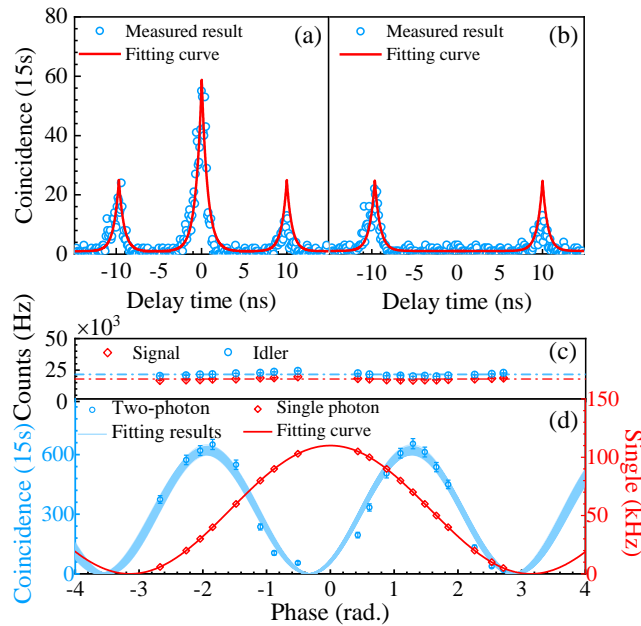 80
60
40
20
0
Coincidence (15s)
Measured result
Fitting curve
(a)
Measured result
Fitting curve
(b)
-10 -5 0 5 10
-10 -5 0 5 10
Delay time (ns)
Delay time (ns)
×10³
Counts (Hz)
50
25
0
Signal
Idler
(c)
Coincidence (15s)
600
300
0
Two-photon
Single photon
Fitting results
Fitting curve
(d)
150
100
50
0
Single (kHz)
-4 -3 -2 -1 0 1 2 3 4
Phase (rad.)